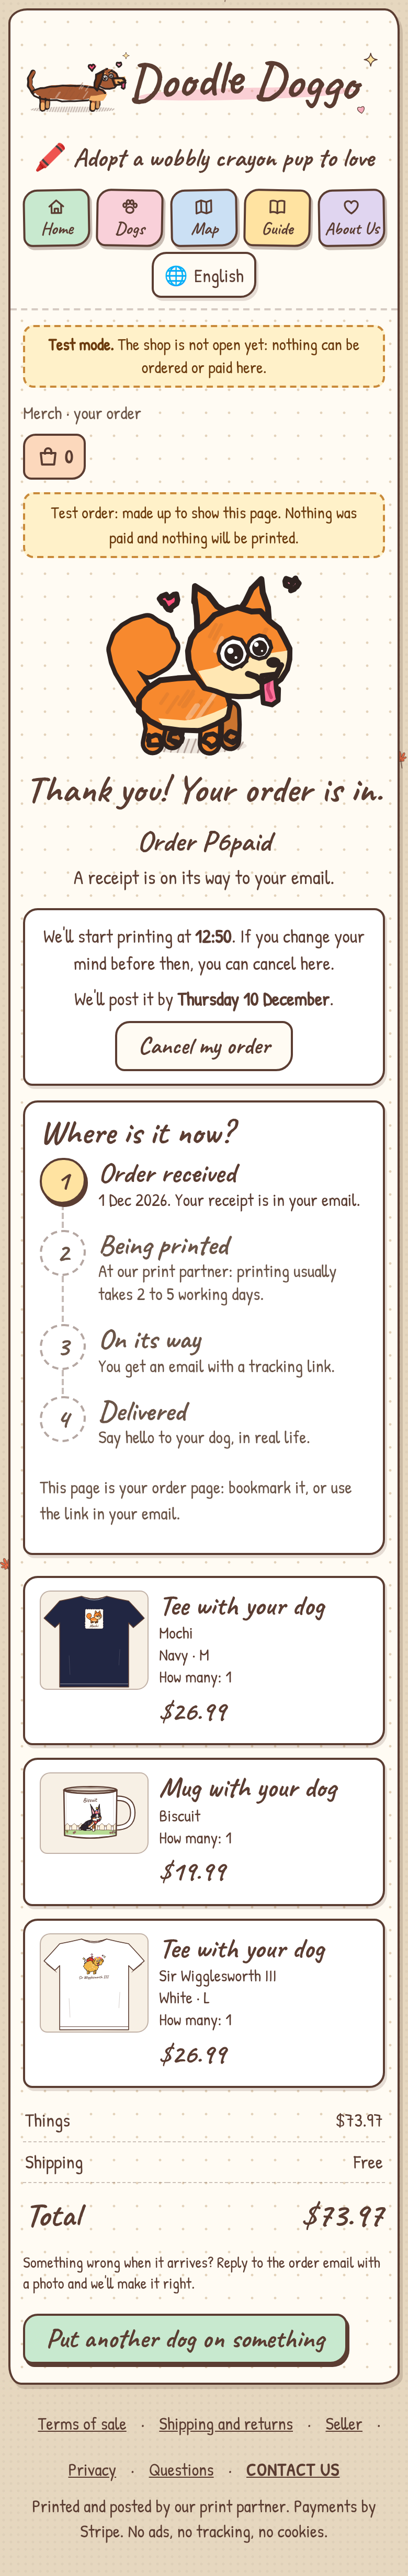 Doodle Doggo
Adopt a wobbly crayon pup to love
Home
Dogs
Map
Guide
About Us
English
Test mode. The shop is not open yet: nothing can be
ordered or paid here.
Merch · your order
0
Test order: made up to show this page. Nothing was
paid and nothing will be printed.
Thank you! Your order is in.
Order P6paid
A receipt is on its way to your email.
We'll start printing at 12:50. If you change your
mind before then, you can cancel here.
We'll post it by Thursday 10 December.
Cancel my order
Where is it now?
1
Order received
1 Dec 2026. Your receipt is in your email.
2
Being printed
At our print partner: printing usually
takes 2 to 5 working days.
3
On its way
You get an email with a tracking link.
4
Delivered
Say hello to your dog, in real life.
This page is your order page: bookmark it, or use
the link in your email.
Tee with your dog
Mochi
Navy · M
How many: 1
$26.99
Biscuit
Mug with your dog
Biscuit
How many: 1
$19.99
Sir Wigglesworth III
Tee with your dog
Sir Wigglesworth III
White · L
How many: 1
$26.99
Things $73.97
Shipping Free
Total $73.97
Something wrong when it arrives? Reply to the order email with
a photo and we'll make it right.
Put another dog on something
Terms of sale · Shipping and returns · Seller ·
Privacy · Questions · CONTACT US
Printed and posted by our print partner. Payments by
Stripe. No ads, no tracking, no cookies.